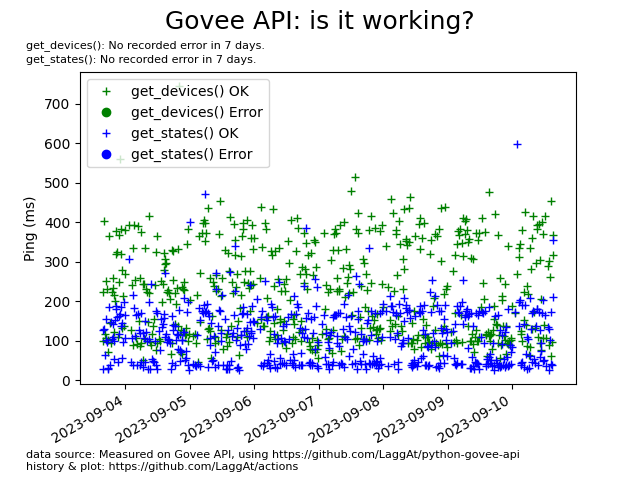 Govee API: is it working?
get_devices(): No recorded error in 7 days.
get_states(): No recorded error in 7 days.
get_devices() OK
get_devices() Error
get_states() OK
get_states() Error
Ping (ms)
700
600
500
400
300
200
100
0
2023-09-04
2023-09-05
2023-09-06
2023-09-07
2023-09-08
2023-09-09
2023-09-10
data source: Measured on Govee API, using https://github.com/LaggAt/python-govee-api
history & plot: https://github.com/LaggAt/actions